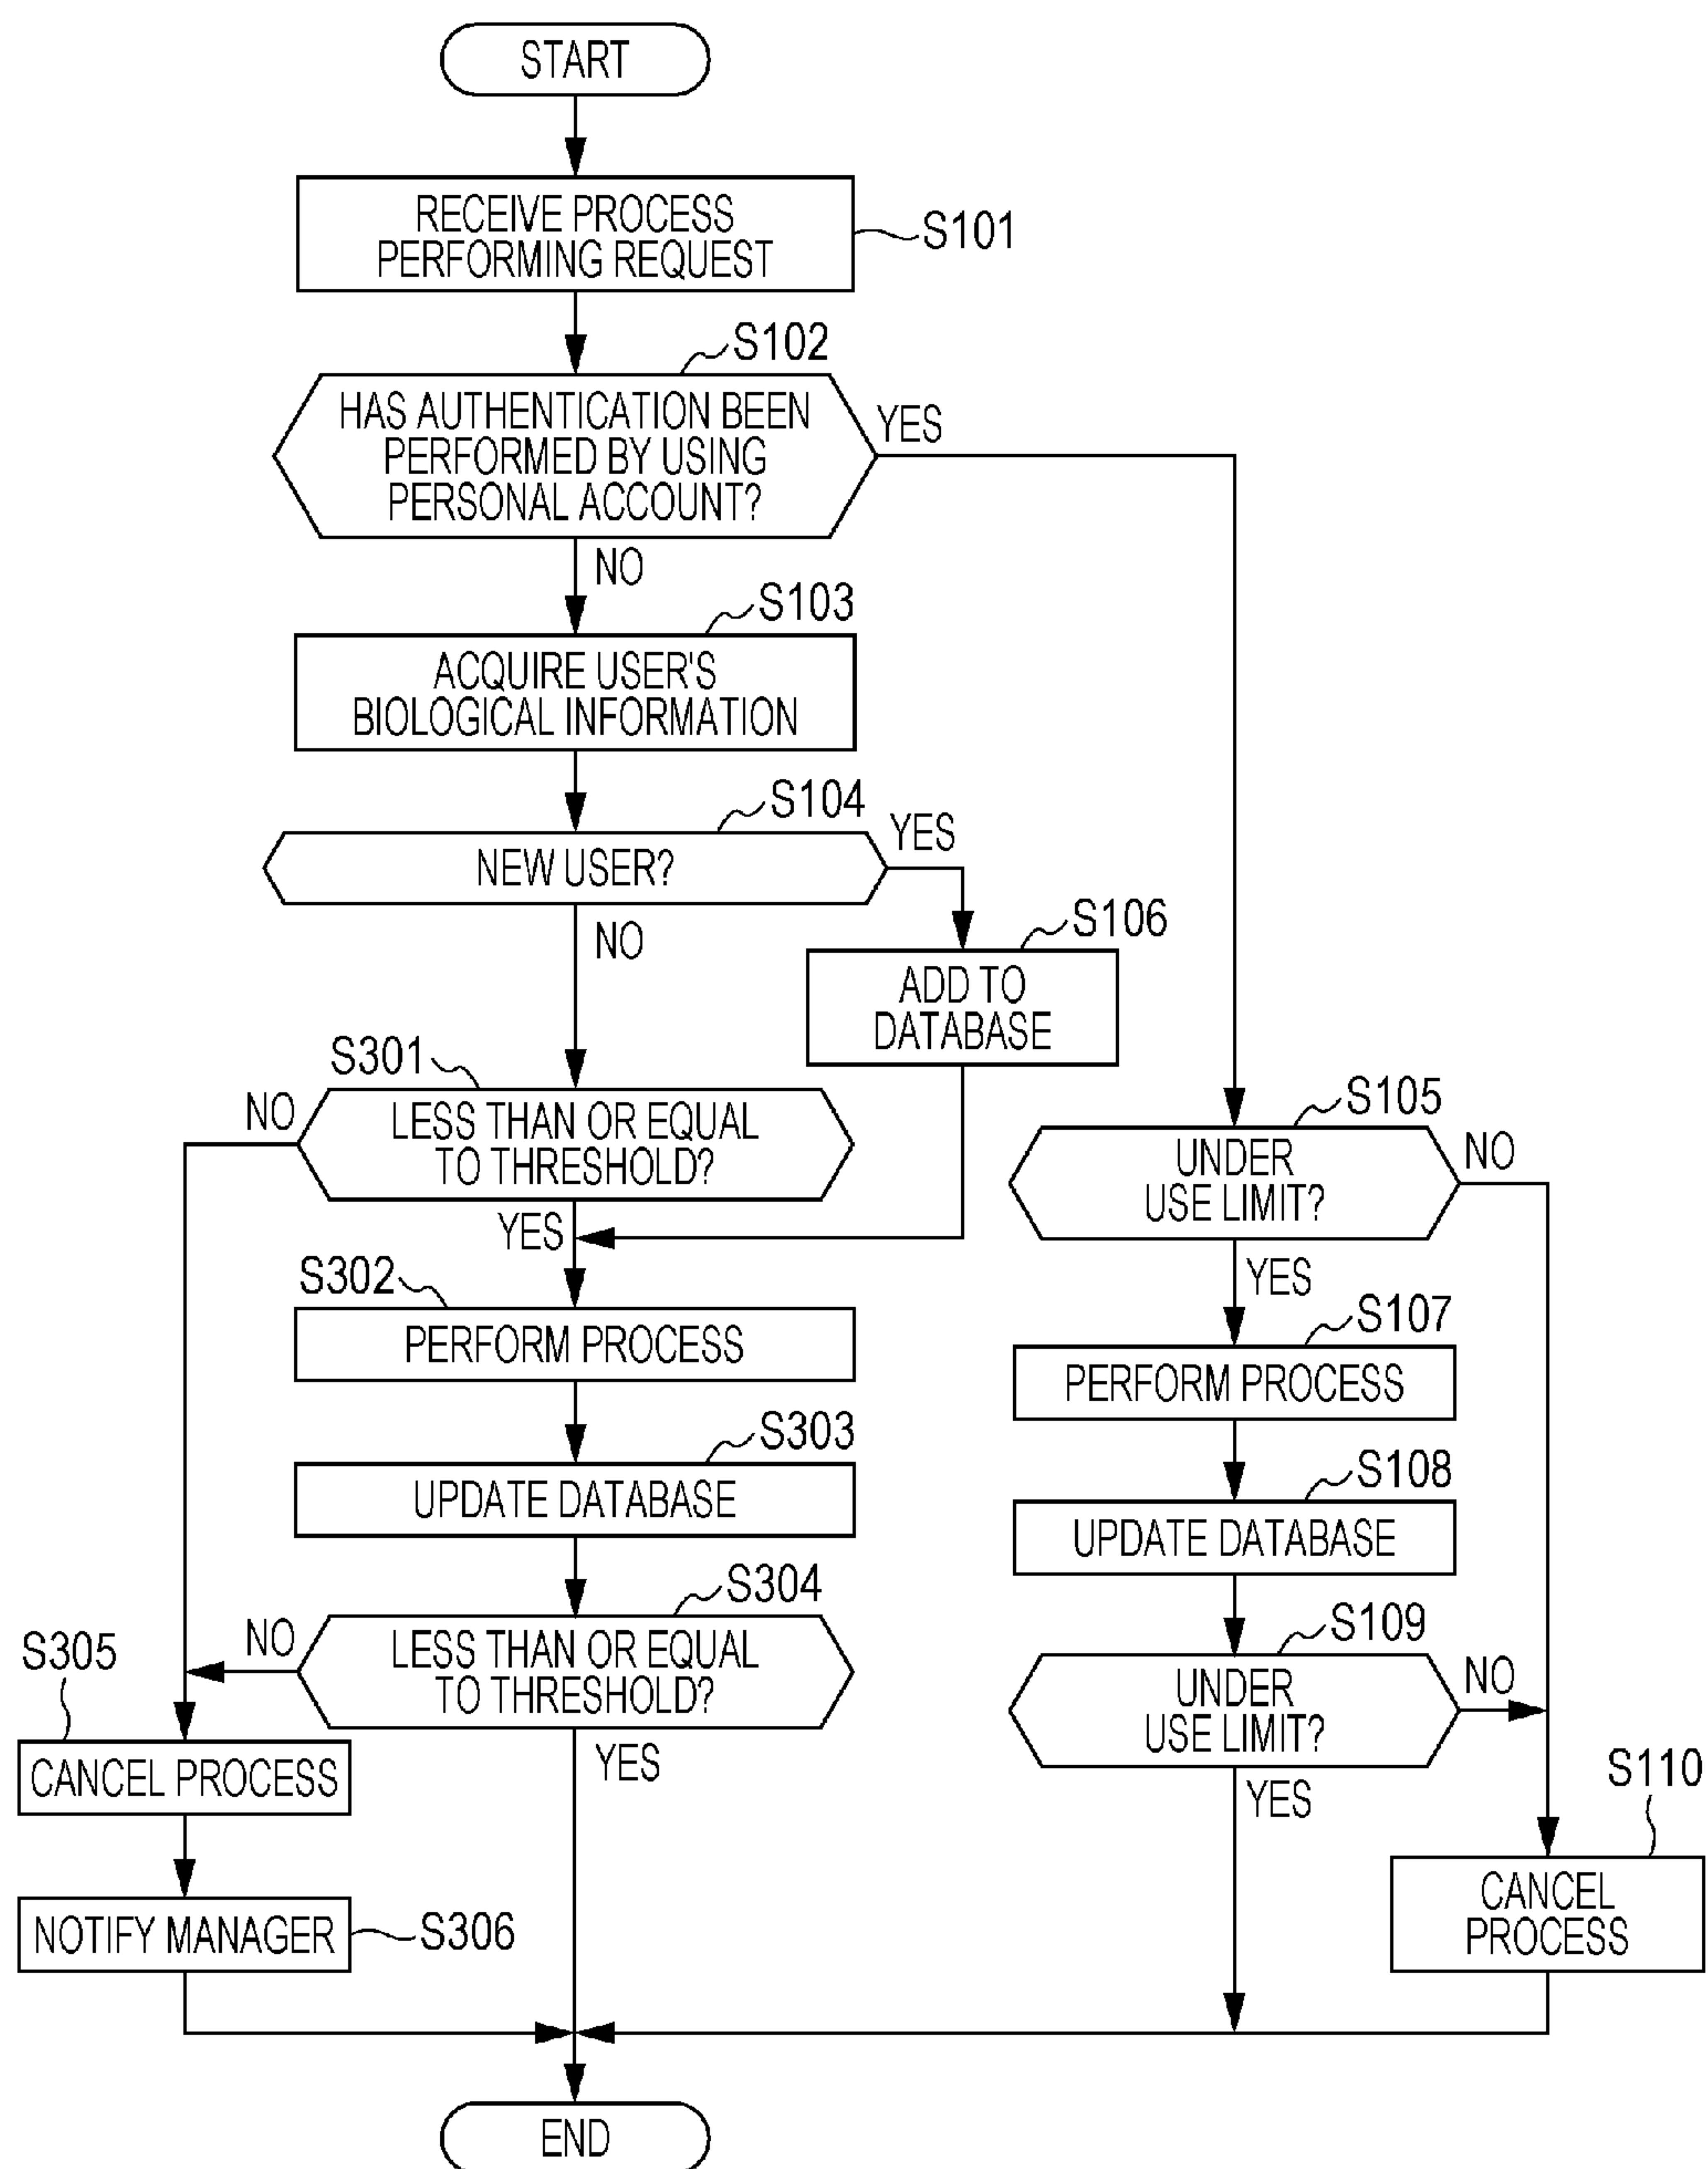 START
RECEIVE PROCESS
PERFORMING REQUEST
S101
S102
HAS AUTHENTICATION BEEN
PERFORMED BY USING
PERSONAL ACCOUNT?
YES
NO
S103
ACQUIRE USER'S
BIOLOGICAL INFORMATION
S104
NEW USER?
YES
NO
S106
ADD TO
DATABASE
S301
LESS THAN OR EQUAL
TO THRESHOLD?
NO
YES
S105
UNDER
USE LIMIT?
NO
YES
S302
PERFORM PROCESS
S107
PERFORM PROCESS
S303
UPDATE DATABASE
S108
UPDATE DATABASE
S304
LESS THAN OR EQUAL
TO THRESHOLD?
NO
YES
S109
UNDER
USE LIMIT?
NO
YES
S305
CANCEL PROCESS
S110
CANCEL
PROCESS
NOTIFY MANAGER
S306
END